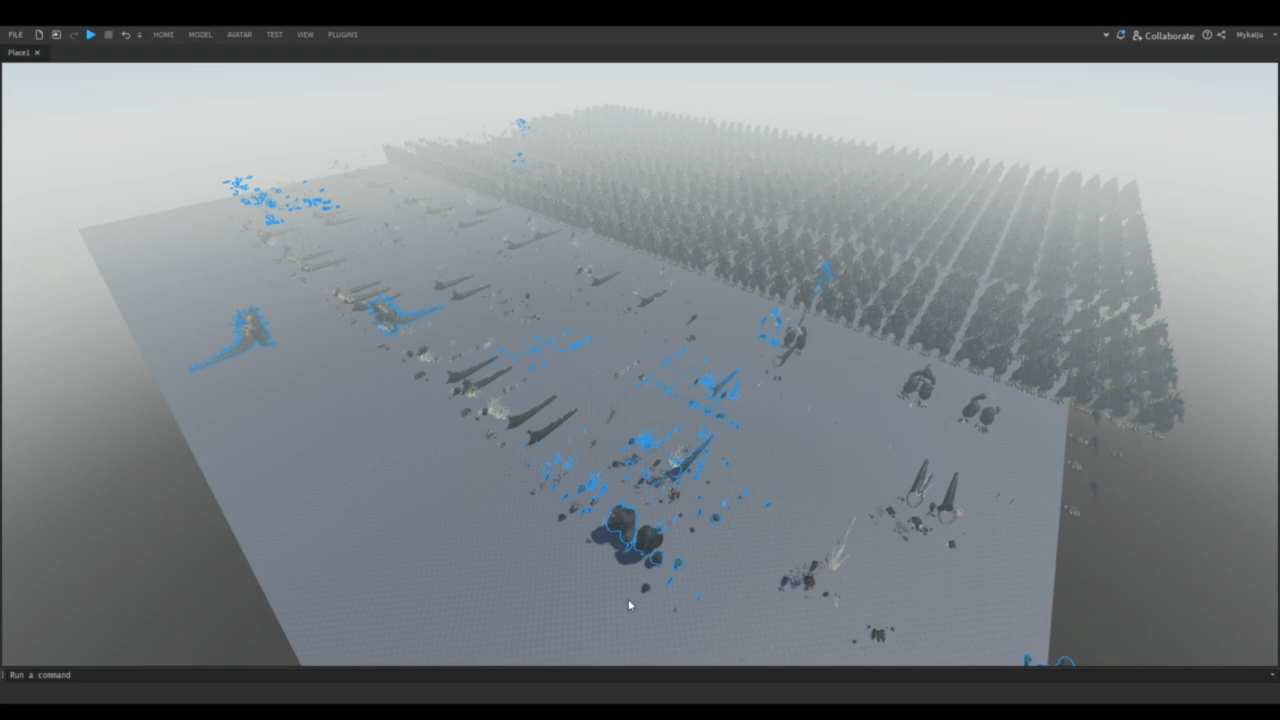 FILE HOME MODEL AVATAR TEST VIEW PLUGINS Collaborate Mykaiju
Place1
Run a command